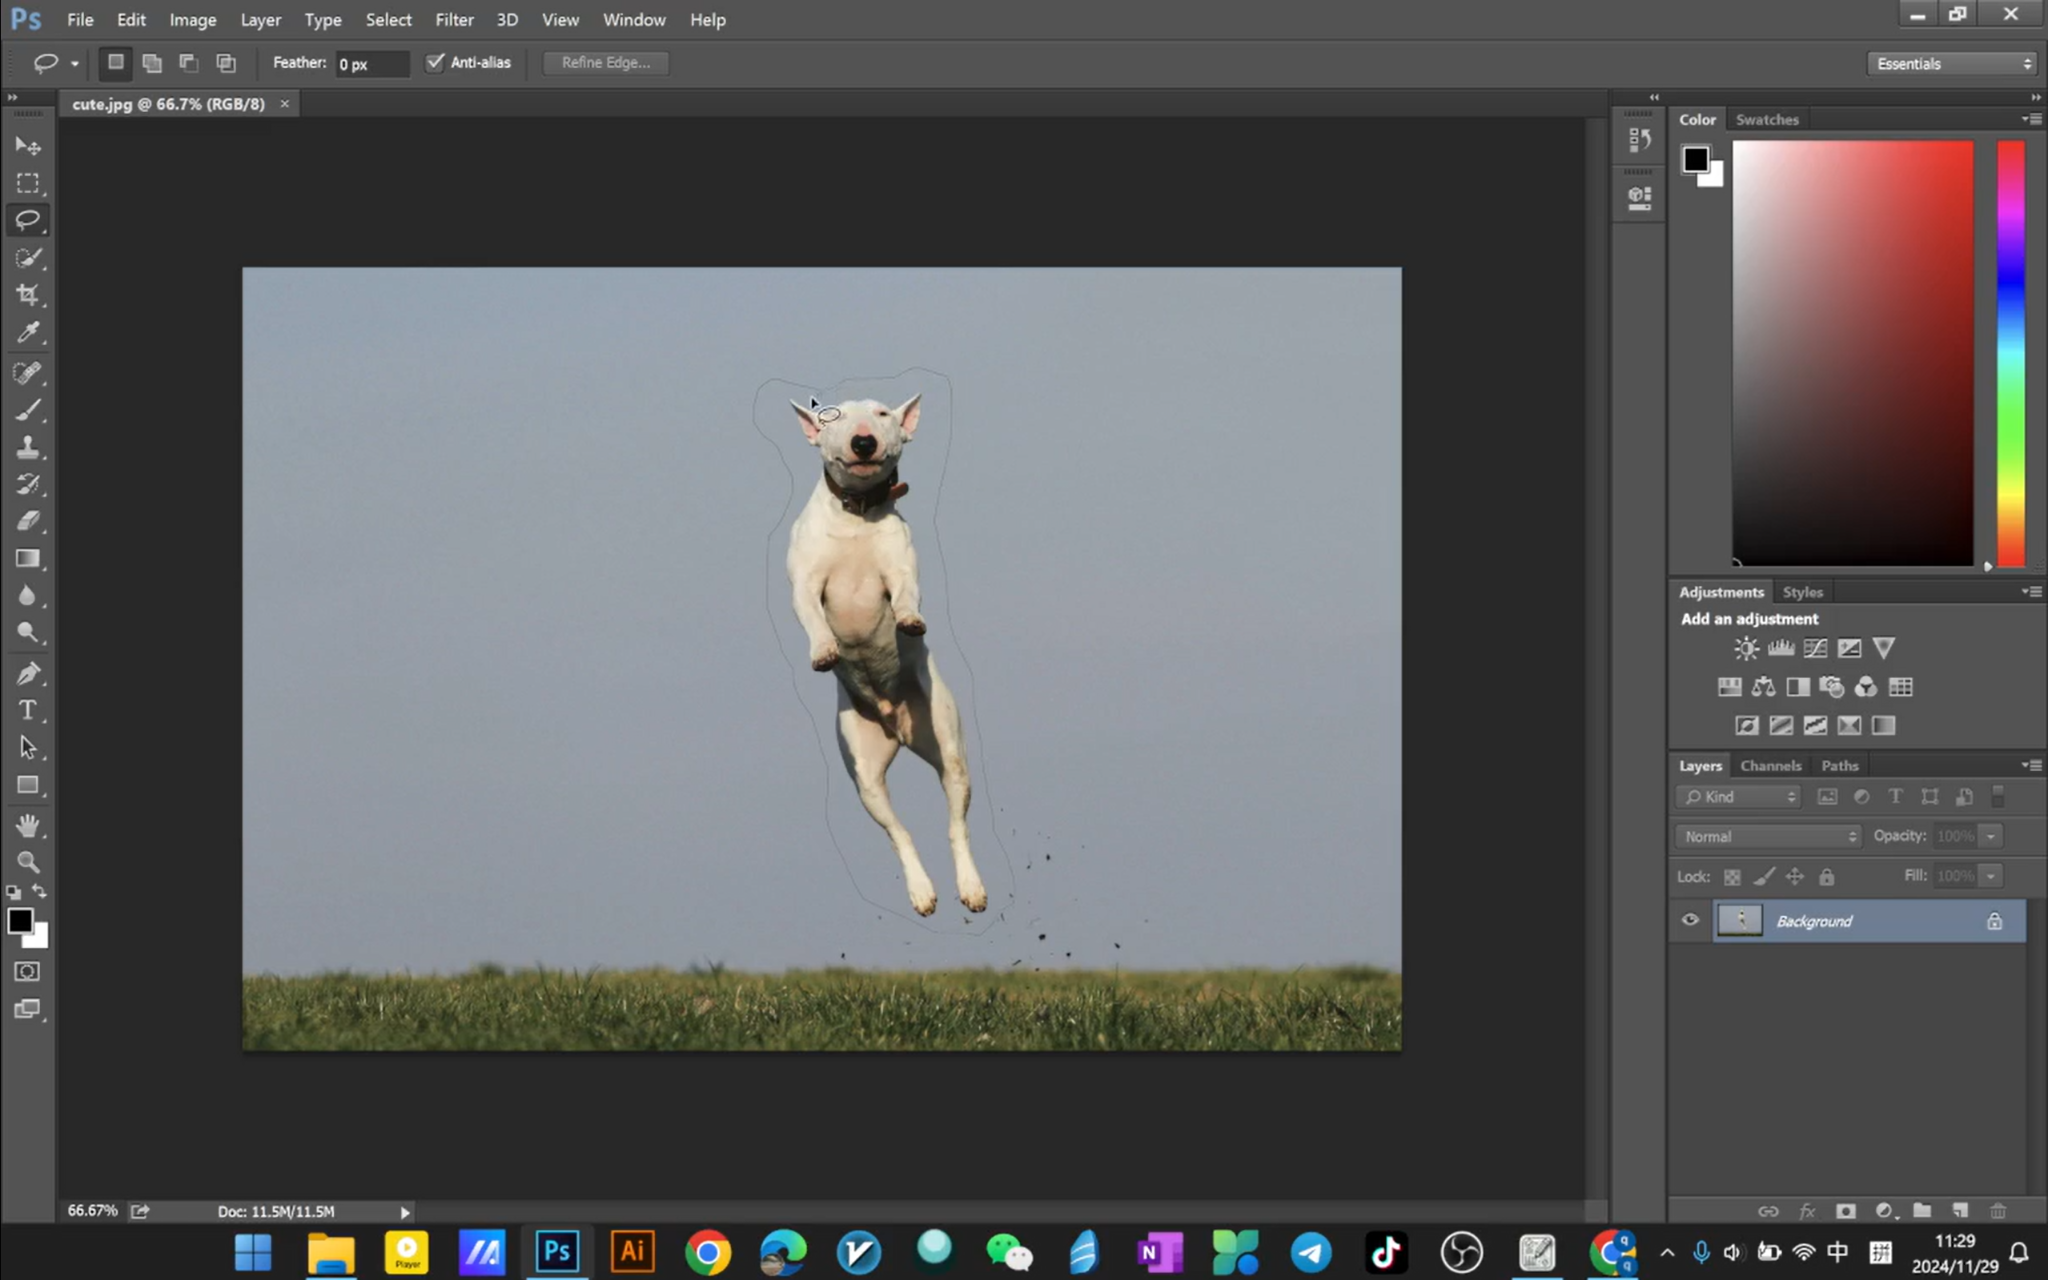 Ps File Edit Image Layer Type Select Filter 3D View Window Help
Feather: 0 px Anti-alias Refine Edge... Essentials
cute.jpg @ 66.7% (RGB/8)
Color Swatches
Adjustments Styles
Add an adjustment
Layers Channels Paths
Kind
Normal Opacity: 100%
Lock: Fill: 100%
Background
66.67% Doc: 11.5M/11.5M
Player
Ps
Ai
N
中
拼
11:29
2024/11/29